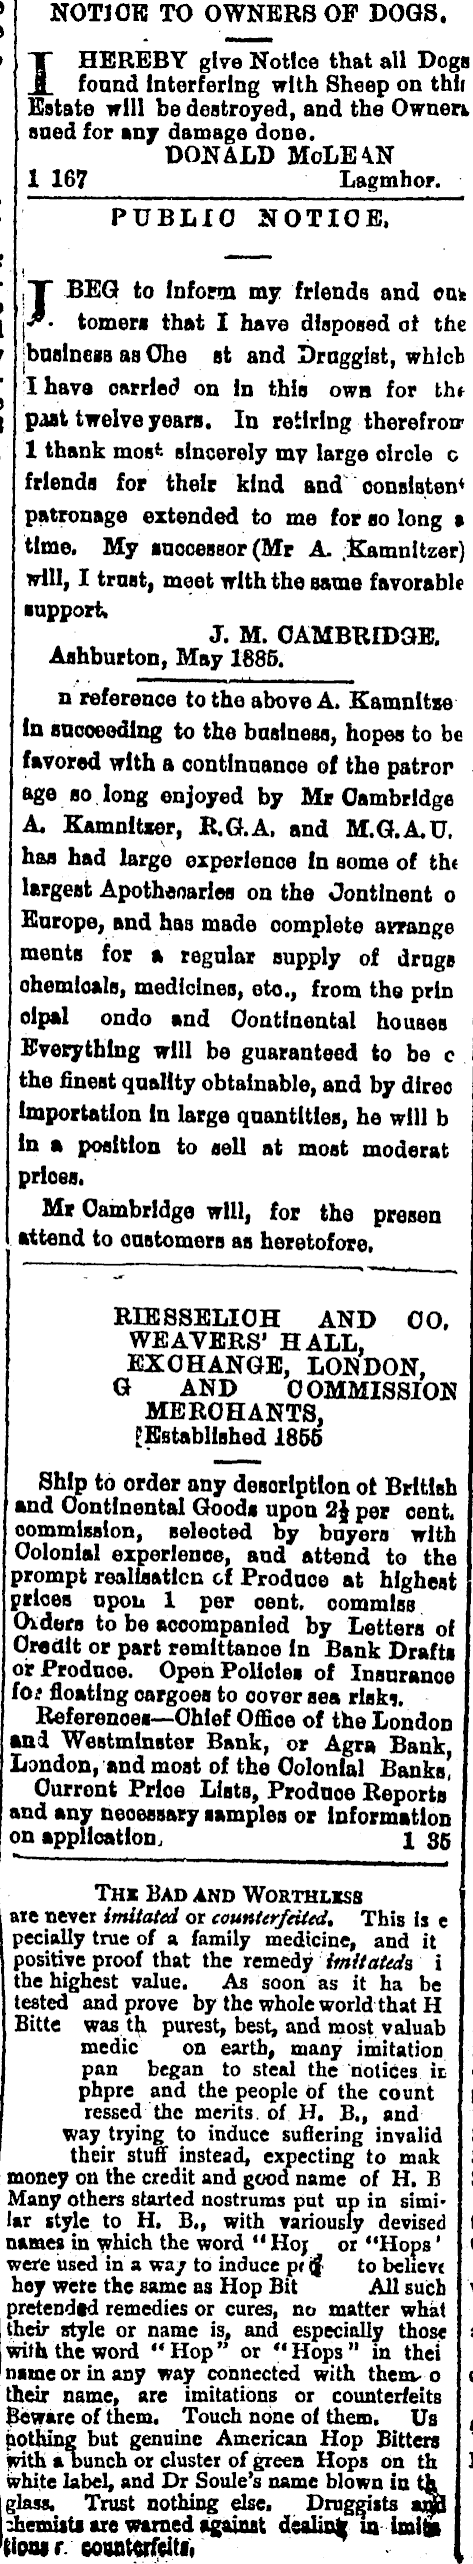 NOTICE TO OWNERS OF DOGS.
I HEREBY give Notice that all Dogs
found interfering with Sheep on this
Estate will be destroyed, and the Owners
sued for any damage done.
DONALD McLEAN
1 167 Lagmhor.
PUBLIC NOTICE.
I BEG to inform my friends and cus
tomers that I have disposed of the
business as Che st and Druggist, which
I have carried on in this own for the
past twelve years. In retiring therefrom
I thank most sincerely my large circle o
friends for their kind and consistent
patronage extended to me for so long a
time. My successor (Mr A. Kamnitzer)
will, I trust, meet with the same favorable
support.
J. M. CAMBRIDGE.
Ashburton, May 1885.
n reference to the above A. Kamnitze
in succeeding to the business, hopes to be
favored with a continuance of the patron
age so long enjoyed by Mr Cambridge
A. Kamnitzer, R.G.A. and M.G.A.U.
has had large experience in some of the
largest Apothecaries on the Continent o
Europe, and has made complete arrange
ments for a regular supply of drugs
chemicals, medicines, etc., from the prin
cipal ondo and Continental houses
Everything will be guaranteed to be c
the finest quality obtainable, and by direc
importation in large quantities, he will b
in a position to sell at most moderat
prices.
Mr Cambridge will, for the presen
attend to customers as heretofore.
RIESSELICH AND CO.
WEAVERS' HALL,
EXCHANGE, LONDON,
G AND COMMISSION
MERCHANTS,
[Established 1855
Ship to order any description of British
and Continental Goods upon 2½ per cent.
commission, selected by buyers with
Colonial experience, and attend to the
prompt realisation of Produce at highest
prices upon 1 per cent. commiss
Orders to be accompanied by Letters of
Credit or part remittance in Bank Drafts
or Produce. Open Policies of Insurance
for floating cargoes to cover sea risks.
References—Chief Office of the London
and Westminster Bank, or Agra Bank,
London, and most of the Colonial Banks,
Current Price Lists, Produce Reports
and any necessary samples or information
on application. 1 35
THE BAD AND WORTHLESS
are never imitated or counterfeited. This is e
pecially true of a family medicine, and it
positive proof that the remedy imitateds i
the highest value. As soon as it ha be
tested and prove by the whole world that H
Bitte was th purest, best, and most valuab
medic on earth, many imitation
pan began to steal the notices in
phpre and the people of the count
ressed the merits of H. B., and
way trying to induce suffering invalid
their stuff instead, expecting to mak
money on the credit and good name of H. B
Many others started nostrums put up in simi-
lar style to H. B., with variously devised
names in which the word "Hop or "Hops'
were used in a way to induce pe to believe
hey were the same as Hop Bit All such
pretended remedies or cures, no matter what
their style or name is, and especially those
with the word "Hop" or "Hops" in thei
name or in any way connected with them o
their name, are imitations or counterfeits
Beware of them. Touch none of them. Us
nothing but genuine American Hop Bitters
with a bunch or cluster of green Hops on th
white label, and Dr Soule's name blown in th
glass. Trust nothing else. Druggists and
chemists are warned against dealing in imita
tions r. counterfeits.